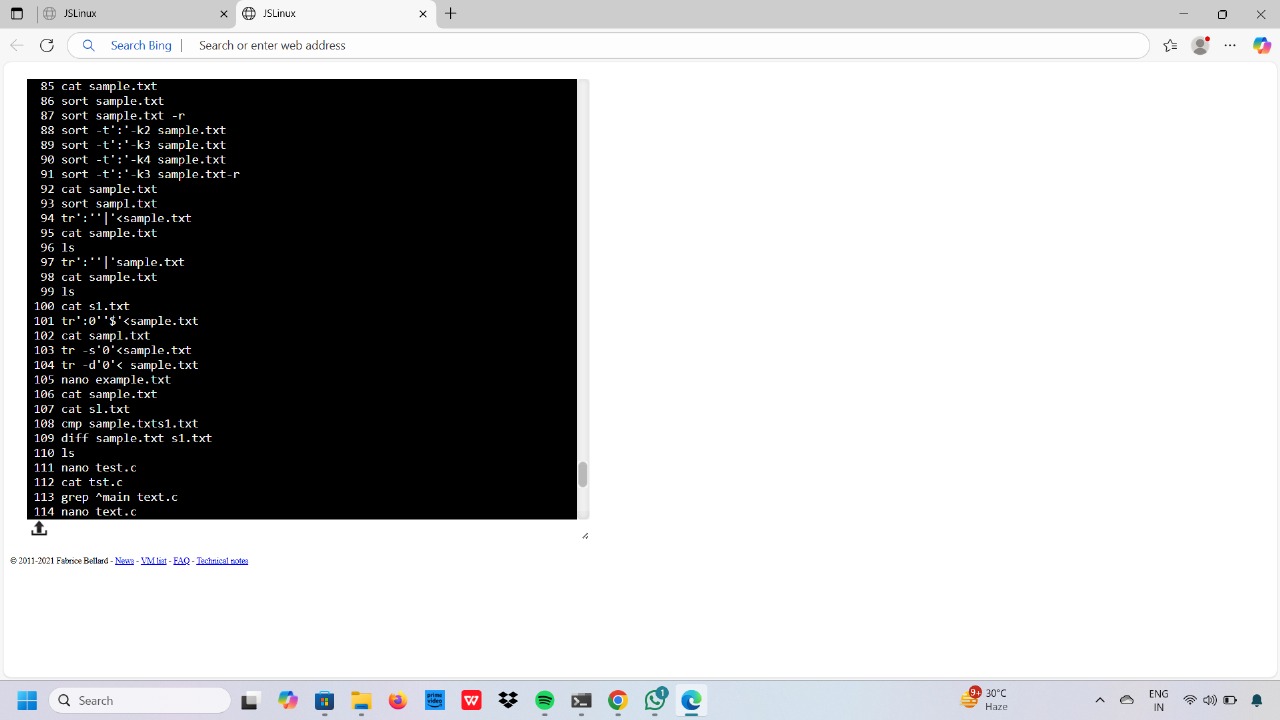 JSLinux
JSLinux
Search Bing
Search or enter web address
85 cat sample.txt
86 sort sample.txt
87 sort sample.txt -r
88 sort -t':'-k2 sample.txt
89 sort -t':'-k3 sample.txt
90 sort -t':'-k4 sample.txt
91 sort -t':'-k3 sample.txt-r
92 cat sample.txt
93 sort sampl.txt
94 tr':''|'<sample.txt
95 cat sample.txt
96 ls
97 tr':''|'sample.txt
98 cat sample.txt
99 ls
100 cat s1.txt
101 tr':0''$'<sample.txt
102 cat sampl.txt
103 tr -s'0'<sample.txt
104 tr -d'0'< sample.txt
105 nano example.txt
106 cat sample.txt
107 cat sl.txt
108 cmp sample.txts1.txt
109 diff sample.txt s1.txt
110 ls
111 nano test.c
112 cat tst.c
113 grep ^main text.c
114 nano text.c
© 2011-2021 Fabrice Bellard - News - VM list - FAQ - Technical notes
Search
prime video
W
1
9+
30°C
Haze
ENG
IN